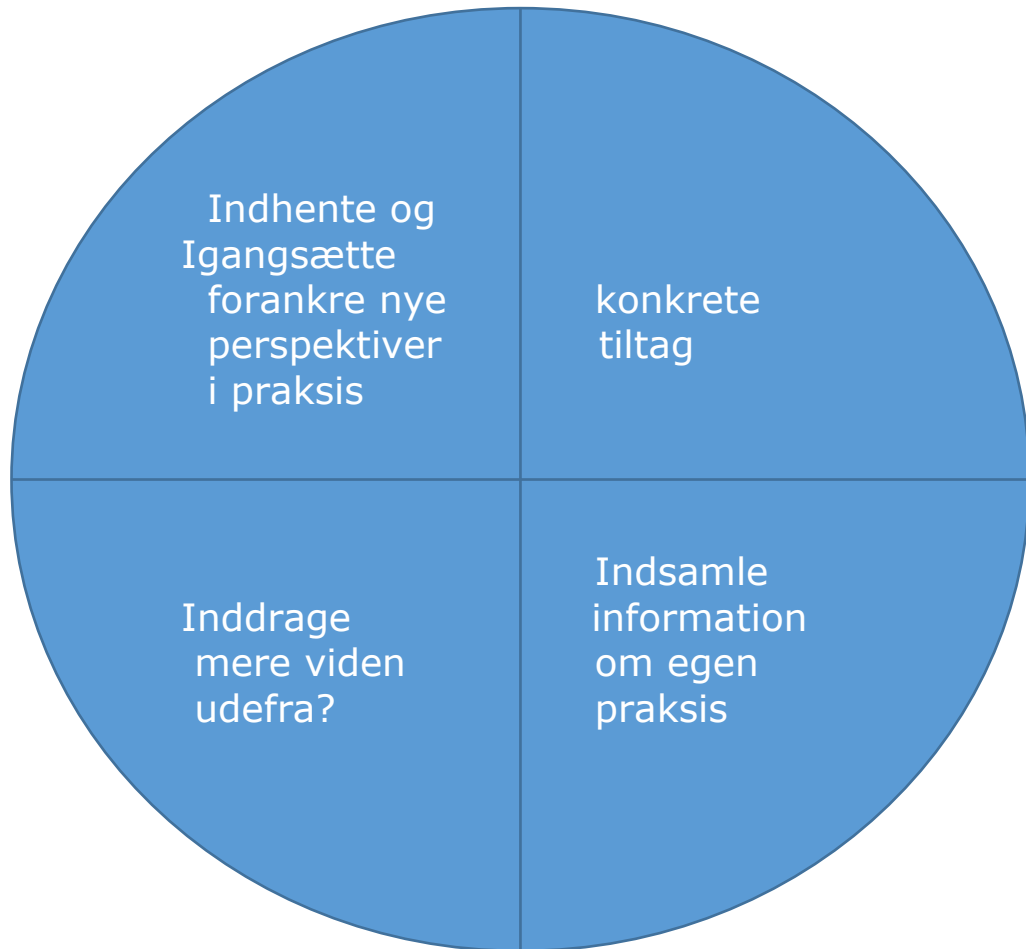 Indhente og
Igangsætte
forankre nye
perspektiver
i praksis
konkrete
tiltag
Inddrage
mere viden
udefra?
Indsamle
information
om egen
praksis